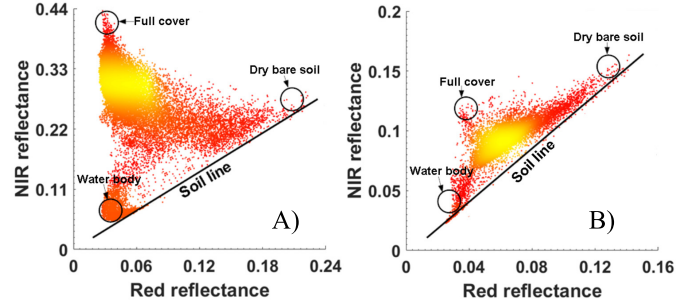 A)
0.44
0.33
0.22
0.11
0
NIR reflectance
Full cover
Dry bare soil
Water body
Soil line
0
0.06
0.12
0.18
0.24
Red reflectance
B)
0.2
0.15
0.1
0.05
0
NIR reflectance
Dry bare soil
Full cover
Water body
Soil line
0
0.04
0.08
0.12
0.16
Red reflectance